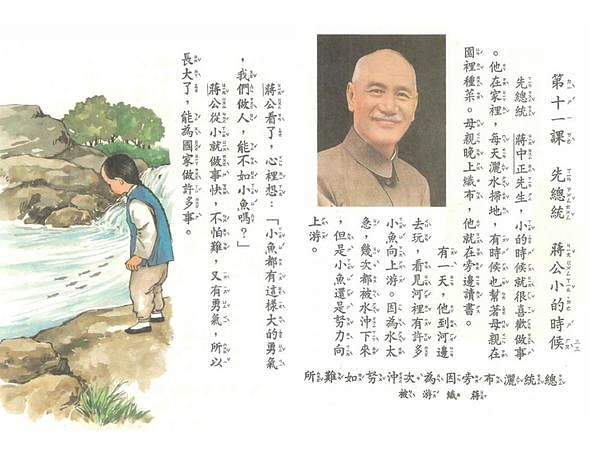 第十一課　先總統　蔣公小的時候
先總統　蔣中正先生，小的時候就很喜歡做事
。他在家裡，每天灑水掃地，有時候也幫著母親在
園裡種菜。母親晚上織布，他就在旁邊讀書。
有一天，他到河邊
去玩，看見河裡有許多
小魚向上游。因為水太
急，幾次都被水沖下來
，但是小魚還是努力向
上游。
總統灑布旁因為次沖努如難所
蔣織游被
蔣公看了，心裡想：「小魚都有這樣大的勇氣
，我們做人，能不如小魚嗎？」
蔣公從小就做事快，不怕難，又有勇氣，所以
長大了，能為國家做許多事。